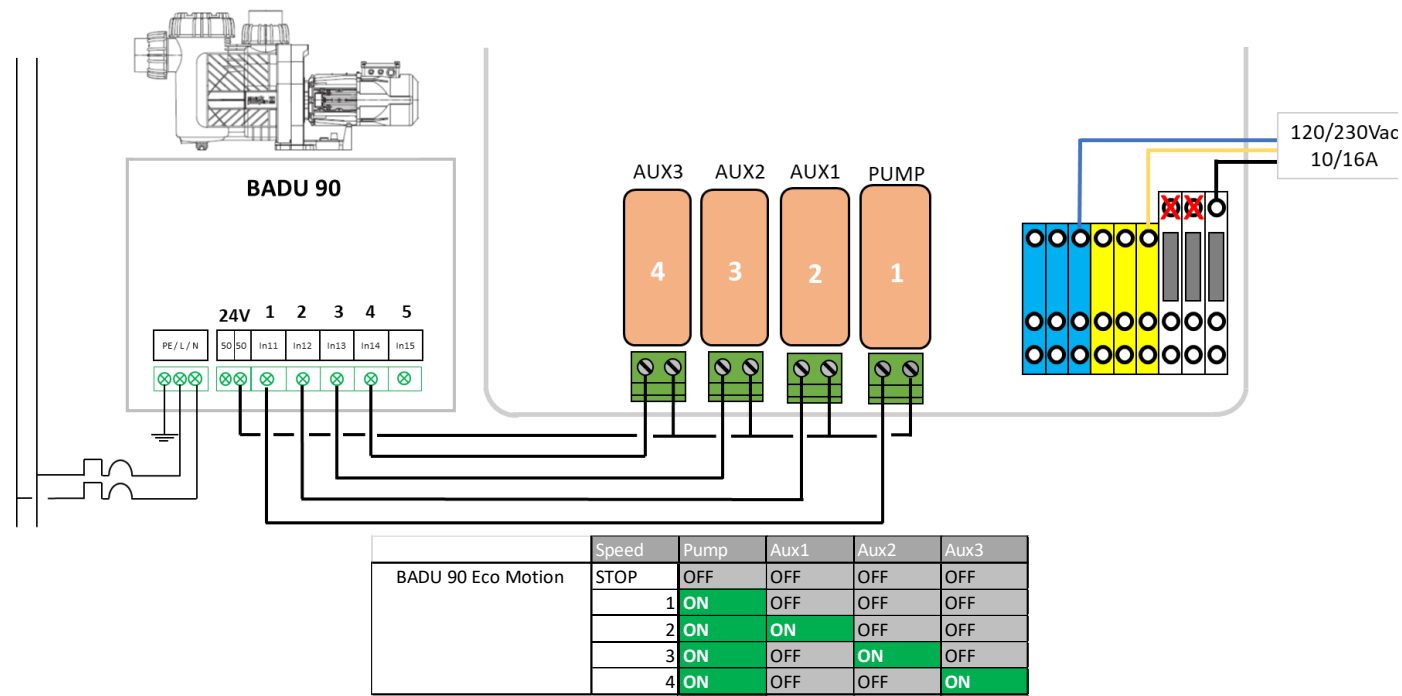 120/230Vac
10/16A
AUX3 AUX2 AUX1 PUMP
BADU 90
4 3 2 1
24V 1 2 3 4 5
PE / L / N 50 50 In11 In12 In13 In14 In15
Speed Pump Aux1 Aux2 Aux3
BADU 90 Eco Motion STOP OFF OFF OFF OFF
1 ON OFF OFF OFF
2 ON ON OFF OFF
3 ON OFF ON OFF
4 ON OFF OFF ON